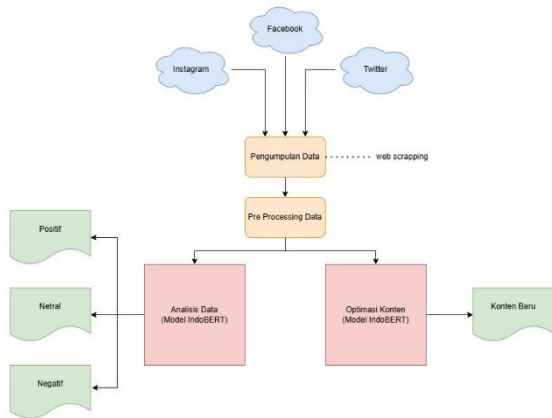 Facebook
Instagram
Twitter
Pengumpulan Data
web scrapping
Pre Processing Data
Positif
Netral
Negatif
Analisis Data
(Model IndoBERT)
Optimasi Konten
(Model IndoBERT)
Konten Baru